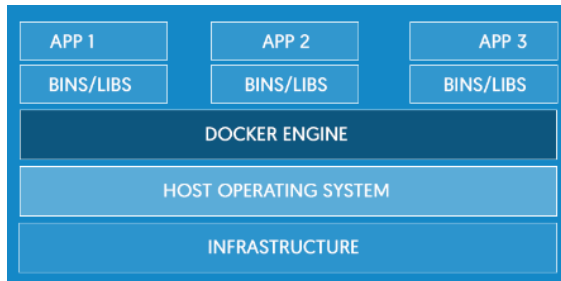 APP 1 APP 2 APP 3
BINS/LIBS BINS/LIBS BINS/LIBS
DOCKER ENGINE
HOST OPERATING SYSTEM
INFRASTRUCTURE